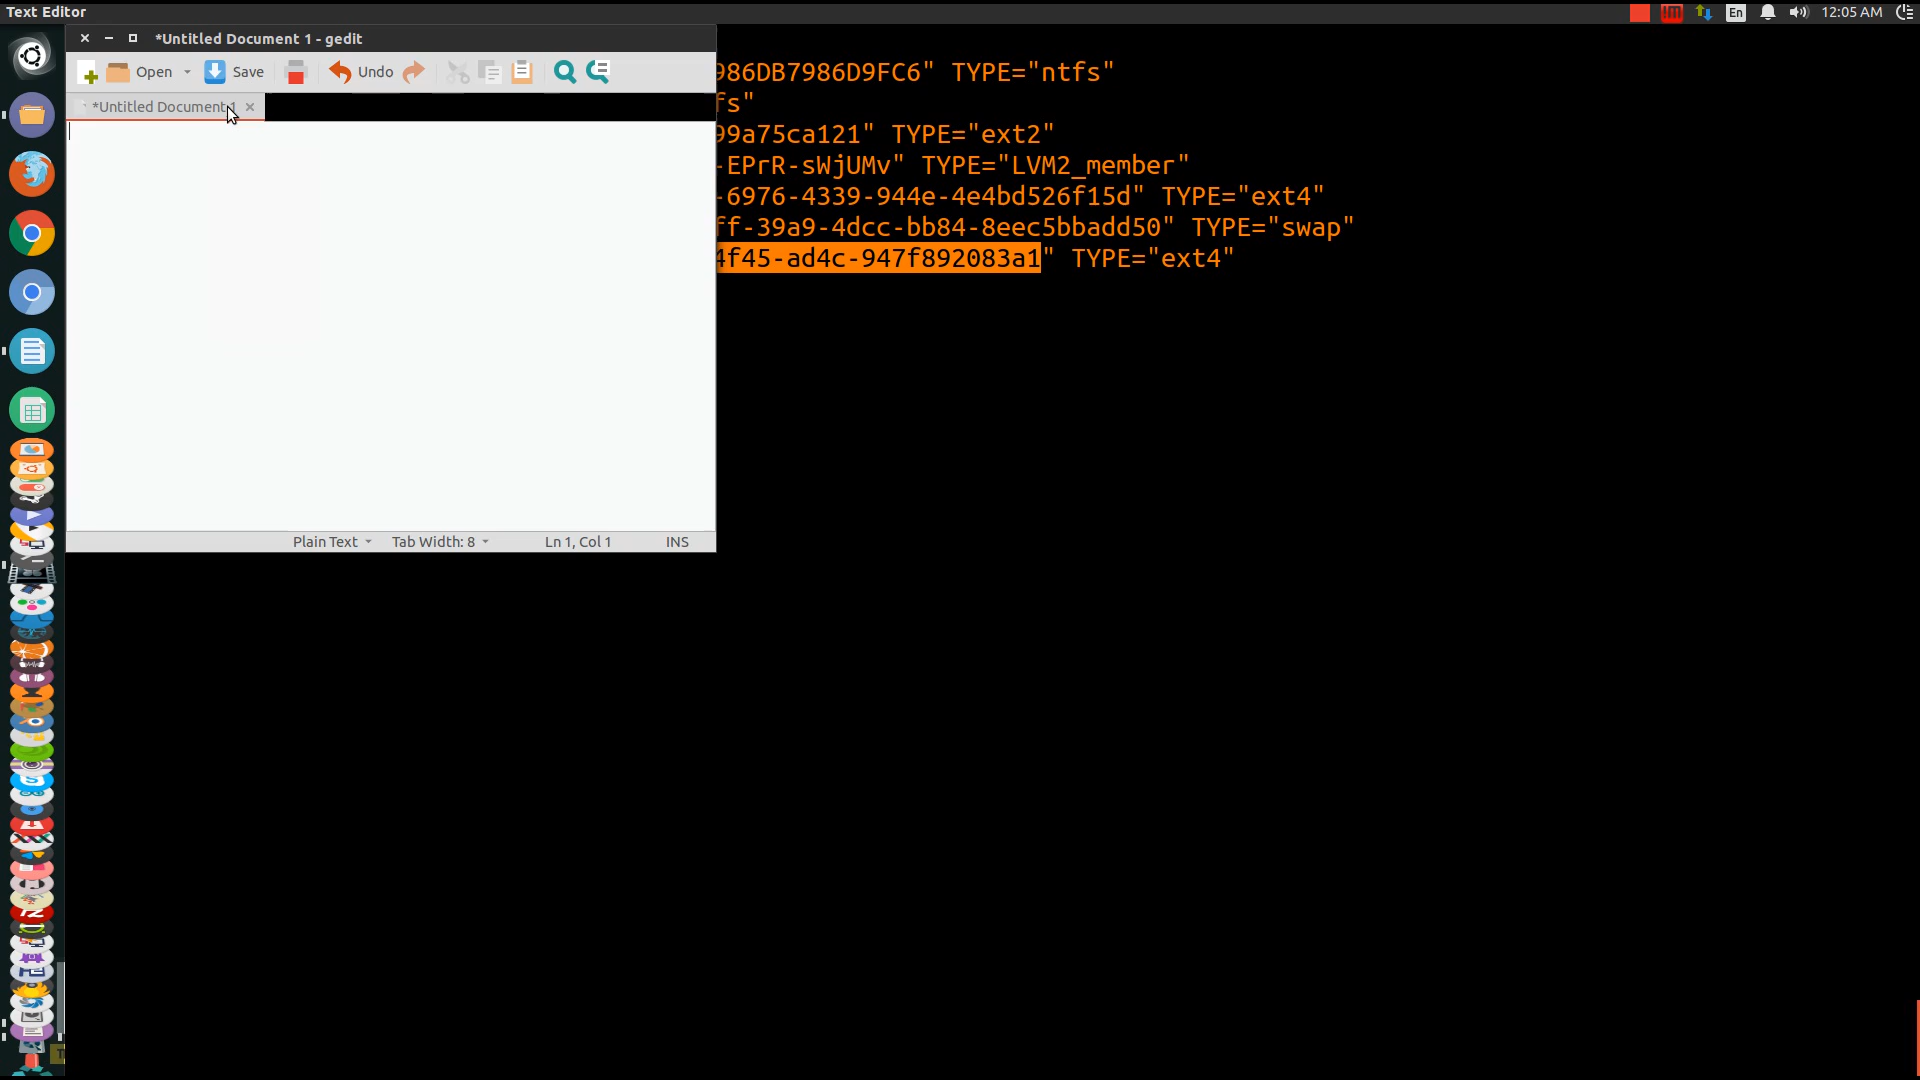 Text Editor
En
12:05 AM
*Untitled Document 1 - gedit
Open
Save
Undo
*Untitled Document 1
986DB7986D9FC6" TYPE="ntfs"
fs"
99a75ca121" TYPE="ext2"
-EPrR-sWjUMv" TYPE="LVM2_member"
-6976-4339-944e-4e4bd526f15d" TYPE="ext4"
ff-39a9-4dcc-bb84-8eec5bbadd50" TYPE="swap"
4f45-ad4c-947f892083a1" TYPE="ext4"
Plain Text
Tab Width: 8
Ln 1, Col 1
INS